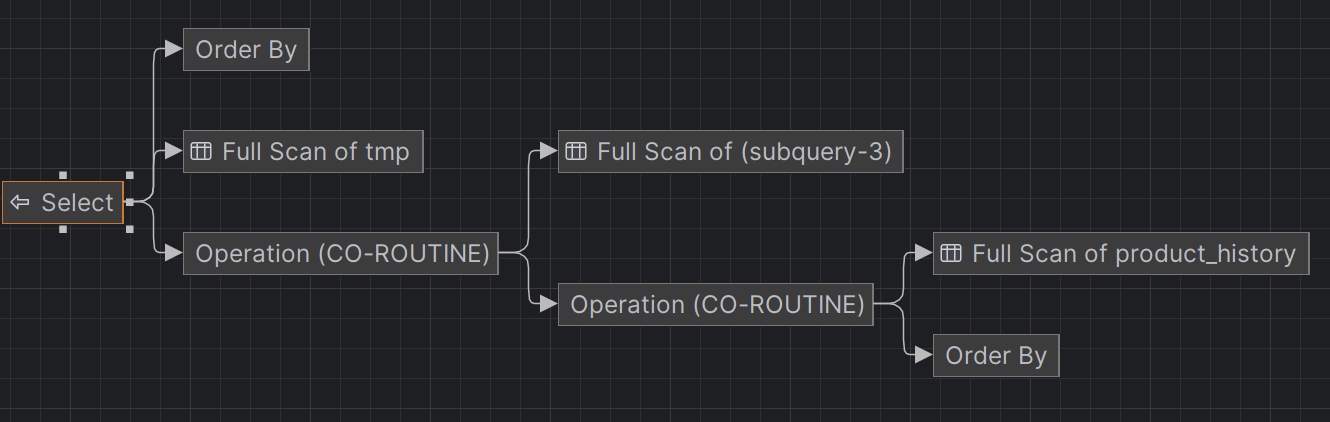 Order By
Full Scan of tmp
Full Scan of (subquery-3)
Select
Operation (CO-ROUTINE)
Full Scan of product_history
Operation (CO-ROUTINE)
Order By